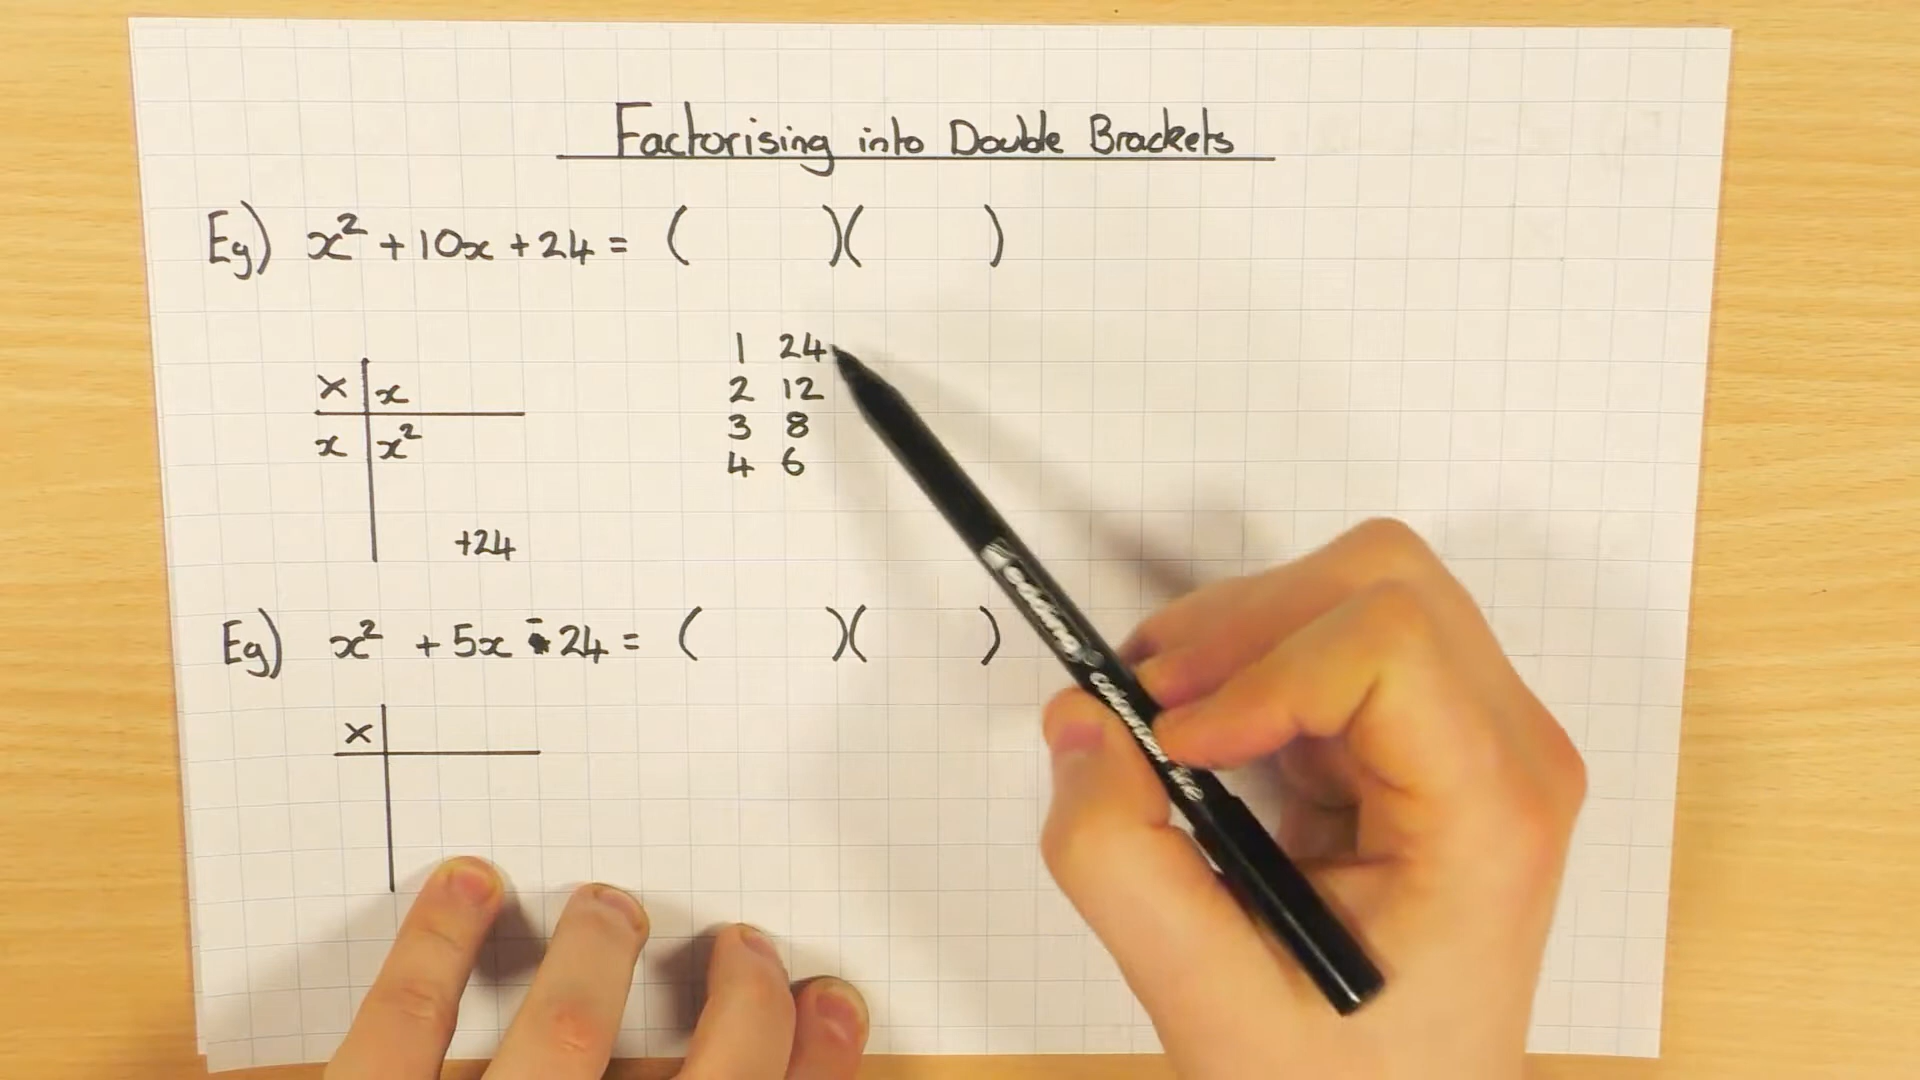 Factorising into Double Brackets
Eg) x² + 10x + 24 = (        )(        )
× x
x x²
+24
1 24
2 12
3 8
4 6
Eg) x² + 5x - 24 = (        )(        )
×